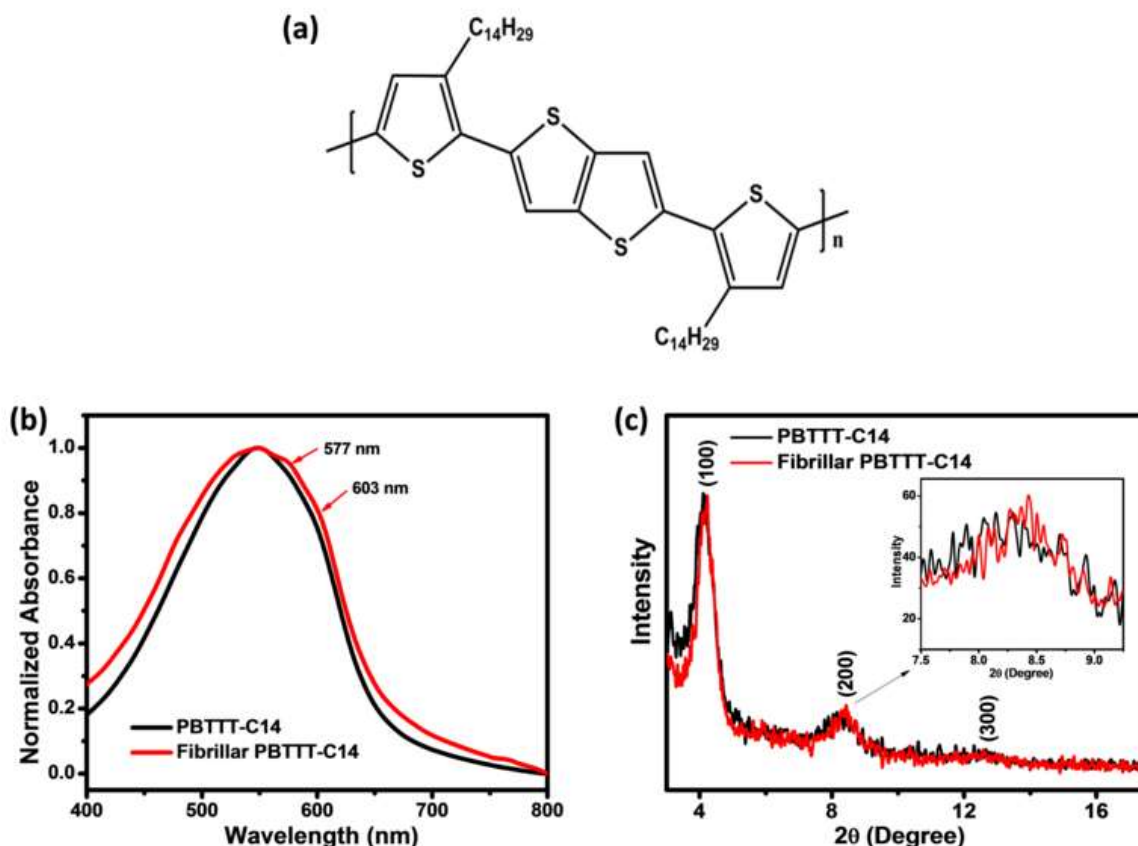 (a)
C14H29
S
S
S
S
n
C14H29
(b)
577 nm
603 nm
1.0
0.8
0.6
0.4
0.2
0.0
Normalized Absorbance
PBTTT-C14
Fibrillar PBTTT-C14
400 500 600 700 800
Wavelength (nm)
(c)
PBTTT-C14
Fibrillar PBTTT-C14
(100)
(200)
(300)
Intensity
60
40
20
Intensity
7.5 8.0 8.5 9.0
2θ (Degree)
4 8 12 16
2θ (Degree)